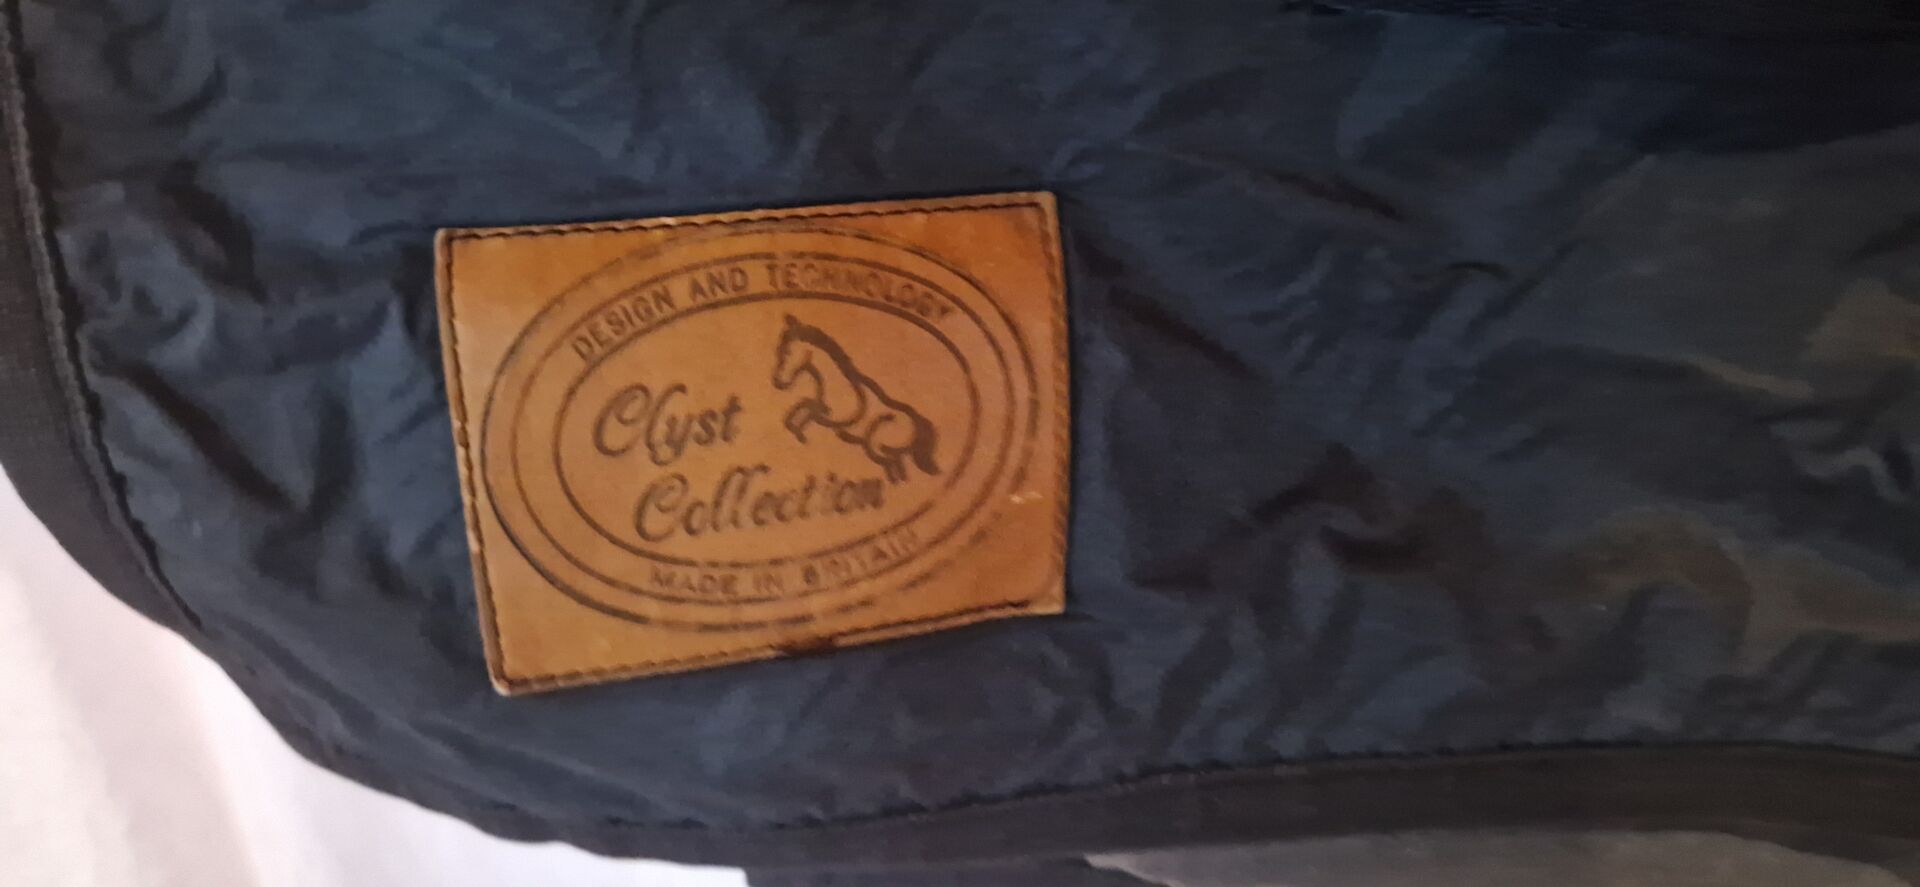 DESIGN AND TECHNOLOGY
Clyst
Collection
MADE IN BRITAIN